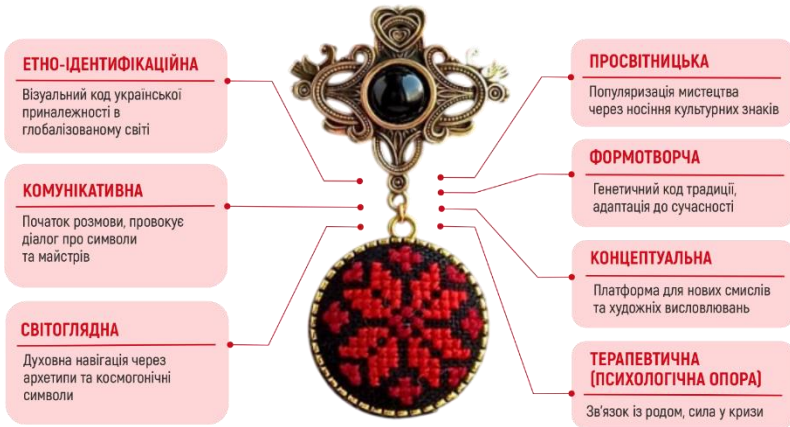 ЕТНО-ІДЕНТИФІКАЦІЙНА
Візуальний код української
приналежності в
глобалізованому світі
КОМУНІКАТИВНА
Початок розмови, провокує
діалог про символи
та майстрів
СВІТОГЛЯДНА
Духовна навігація через
архетипи та космогонічні
символи
ПРОСВІТНИЦЬКА
Популяризація мистецтва
через носіння культурних знаків
ФОРМОТВОРЧА
Генетичний код традиції,
адаптація до сучасності
КОНЦЕПТУАЛЬНА
Платформа для нових смислів
та художніх висловлювань
ТЕРАПЕВТИЧНА
(ПСИХОЛОГІЧНА ОПОРА)
Зв'язок із родом, сила у кризи